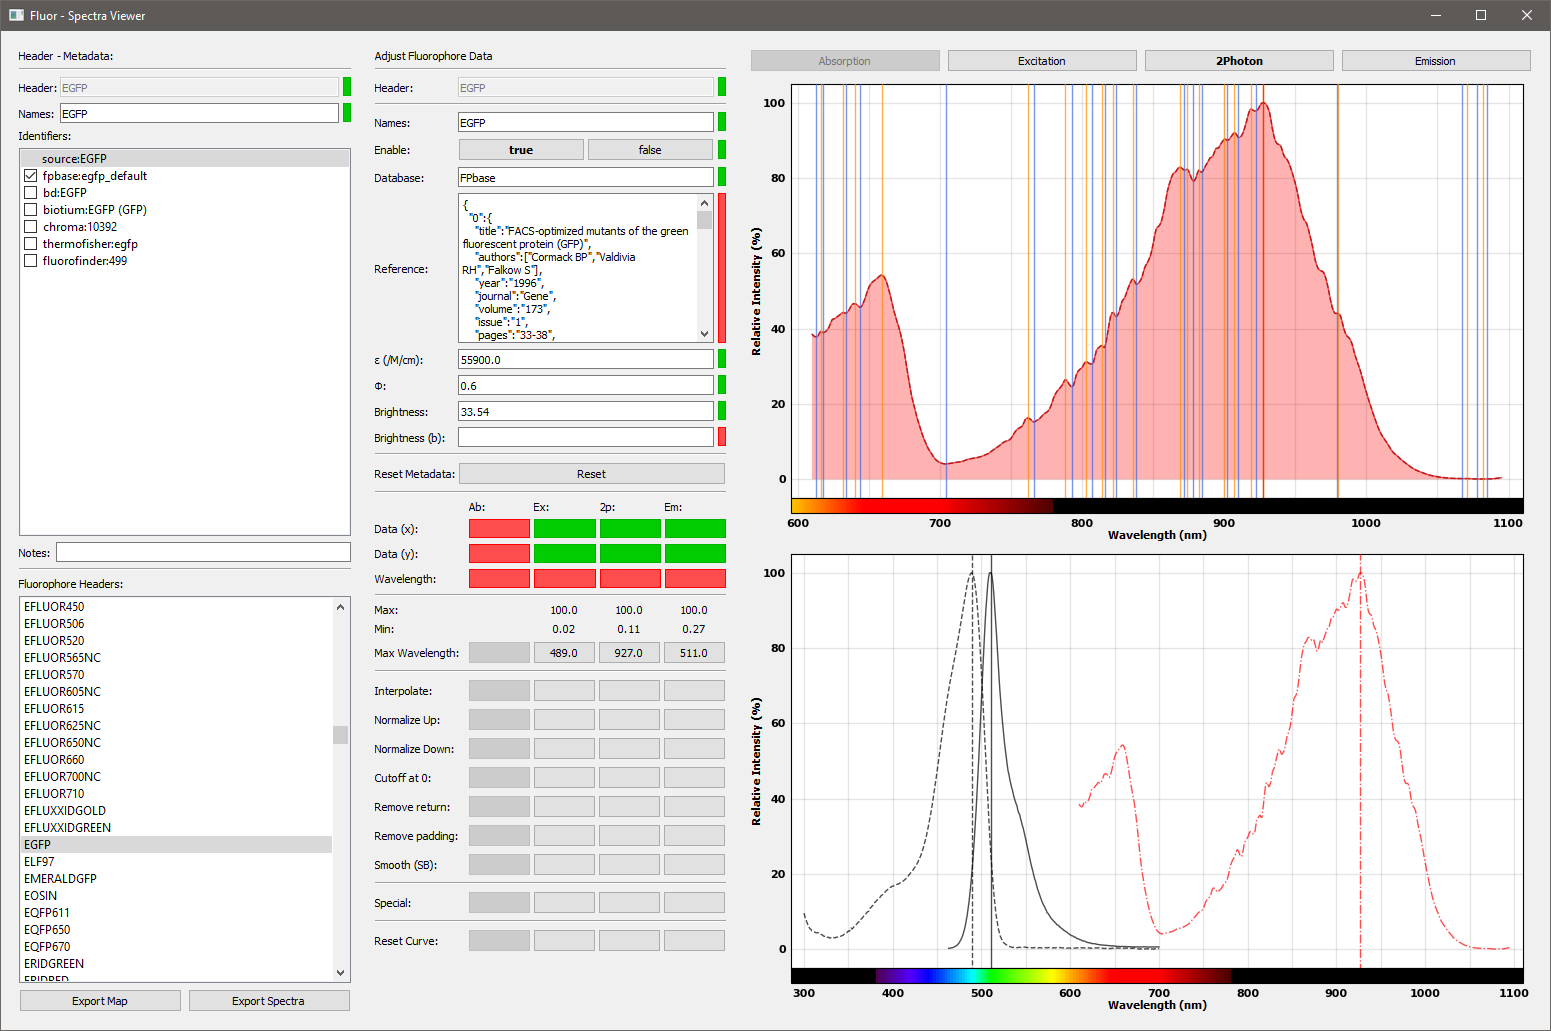 Fluor - Spectra Viewer
Header - Metadata:
Header: EGFP
Names: EGFP
Identifiers:
source:EGFP
fpbase:egfp_default
bd:EGFP
biotium:EGFP (GFP)
chroma:10392
thermofisher:egfp
fluorofinder:499
Notes:
Fluorophore Headers:
EFLUOR450
EFLUOR506
EFLUOR520
EFLUOR565NC
EFLUOR570
EFLUOR605NC
EFLUOR615
EFLUOR625NC
EFLUOR650NC
EFLUOR660
EFLUOR700NC
EFLUOR710
EFLUXXIDGOLD
EFLUXXIDGREEN
EGFP
ELF97
EMERALDGFP
EOSIN
EQFP611
EQFP650
EQFP670
ERIDGREEN
ERIDRED
Export Map Export Spectra
Adjust Fluorophore Data
Header: EGFP
Names: EGFP
Enable: true false
Database: FPbase
Reference:
{
"0":{
"title":"FACS-optimized mutants of the green
fluorescent protein (GFP)",
"authors":["Cormack BP","Valdivia
RH","Falkow S"],
"year":"1996",
"journal":"Gene",
"volume":"173",
"issue":"1",
"pages":"33-38",
ε (/M/cm): 55900.0
Φ: 0.6
Brightness: 33.54
Brightness (b):
Reset Metadata: Reset
Ab: Ex: 2p: Em:
Data (x):
Data (y):
Wavelength:
Max: 100.0 100.0 100.0
Min: 0.02 0.11 0.27
Max Wavelength: 489.0 927.0 511.0
Interpolate:
Normalize Up:
Normalize Down:
Cutoff at 0:
Remove return:
Remove padding:
Smooth (SB):
Special:
Reset Curve:
Absorption Excitation 2Photon Emission
Relative Intensity (%)
100
80
60
40
20
0
600 700 800 900 1000 1100
Wavelength (nm)
Relative Intensity (%)
100
80
60
40
20
0
300 400 500 600 700 800 900 1000 1100
Wavelength (nm)